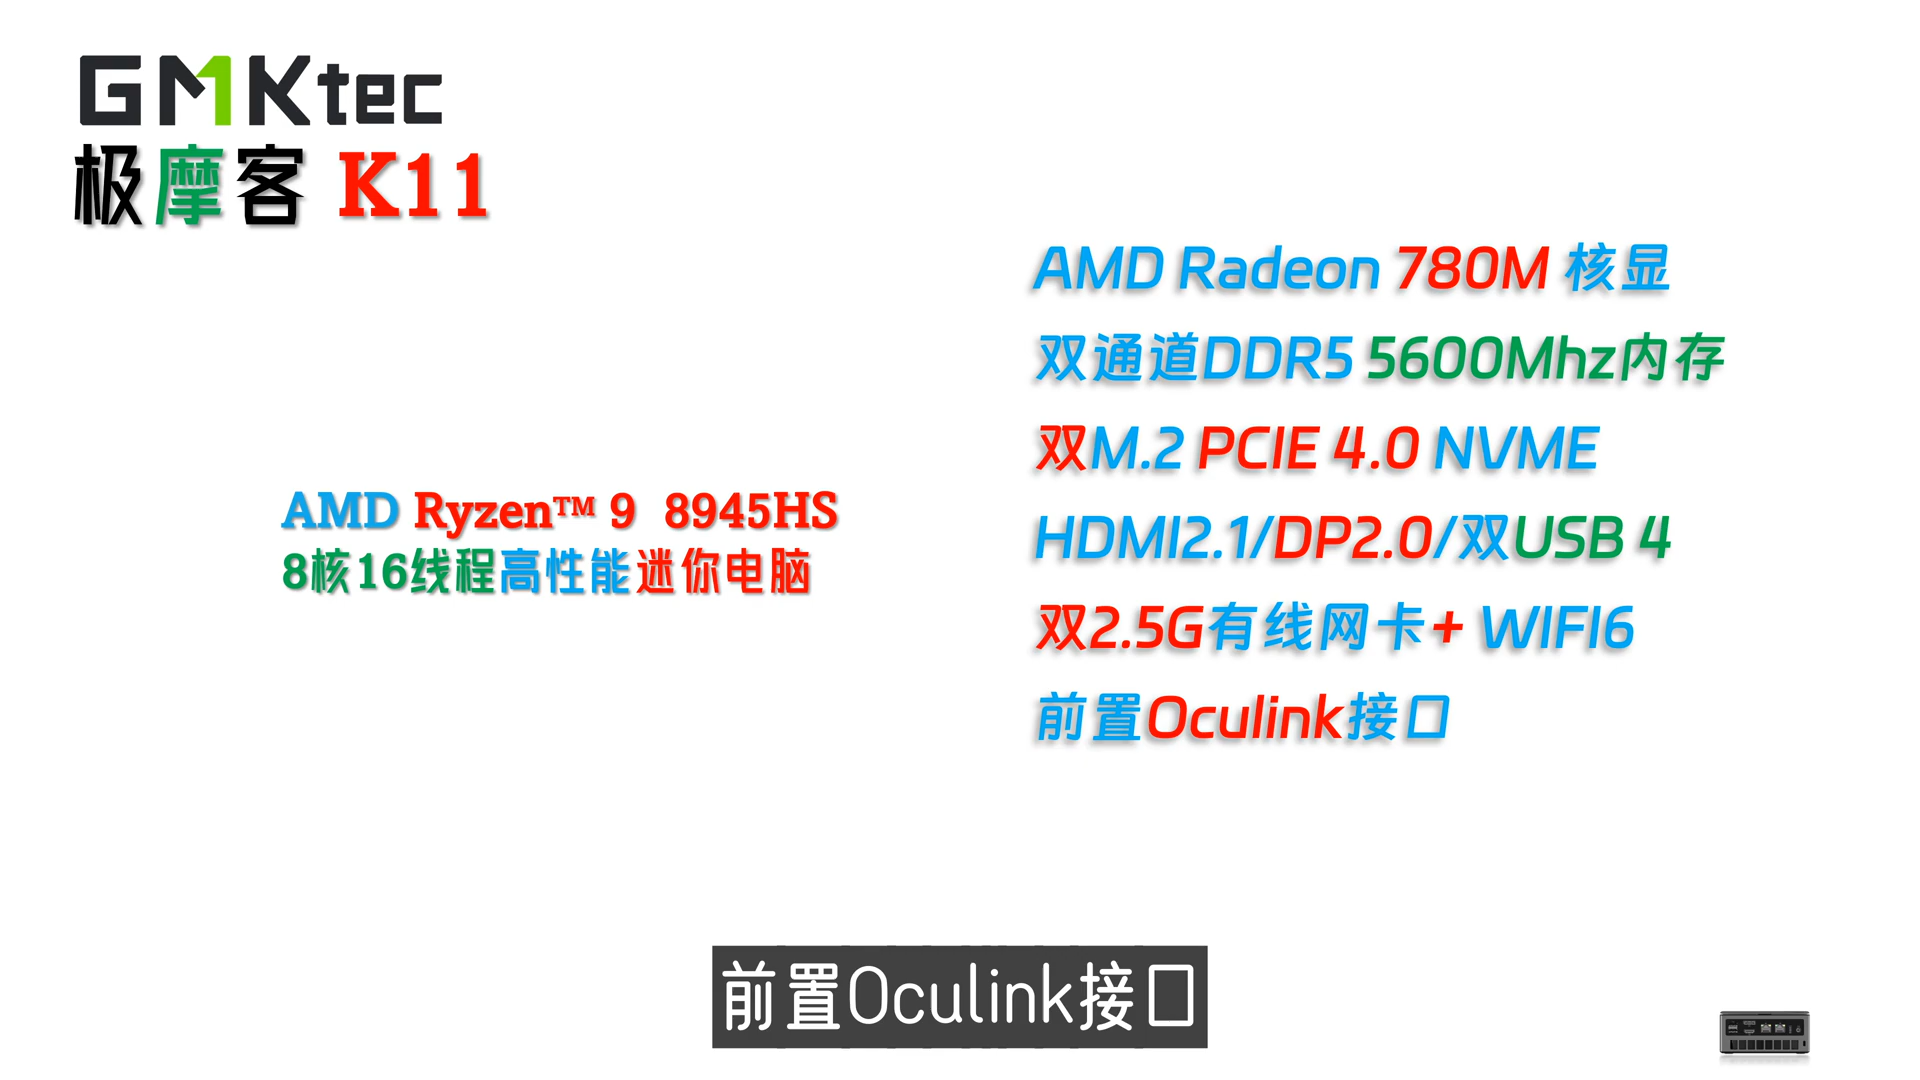 GMKtec
极摩客 K11
AMD Ryzen™ 9 8945HS
8核16线程高性能迷你电脑
AMD Radeon 780M 核显
双通道DDR5 5600Mhz内存
双M.2 PCIE 4.0 NVME
HDMI2.1/DP2.0/双USB 4
双2.5G有线网卡+ WIFI6
前置Oculink接口
前置Oculink接口